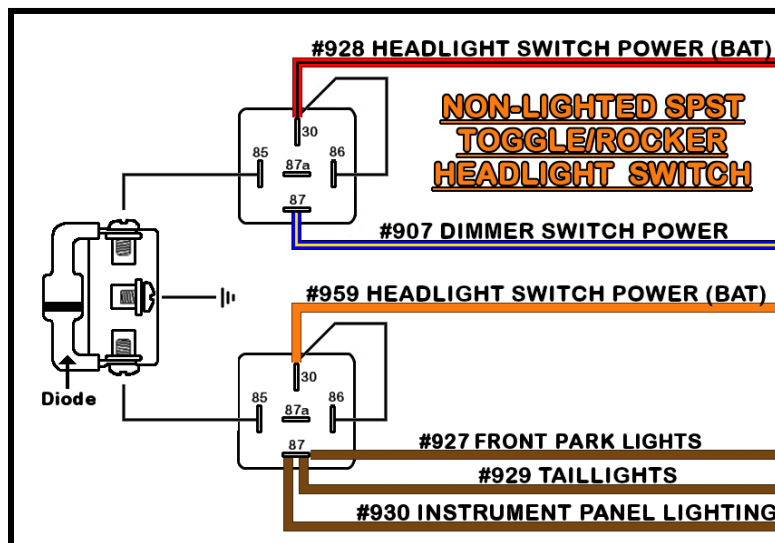 #928 HEADLIGHT SWITCH POWER (BAT)
NON-LIGHTED SPST
TOGGLE/ROCKER
HEADLIGHT SWITCH
30
85
87a
86
87
#907 DIMMER SWITCH POWER
#959 HEADLIGHT SWITCH POWER (BAT)
30
85
87a
86
87
Diode
#927 FRONT PARK LIGHTS
#929 TAILLIGHTS
#930 INSTRUMENT PANEL LIGHTING